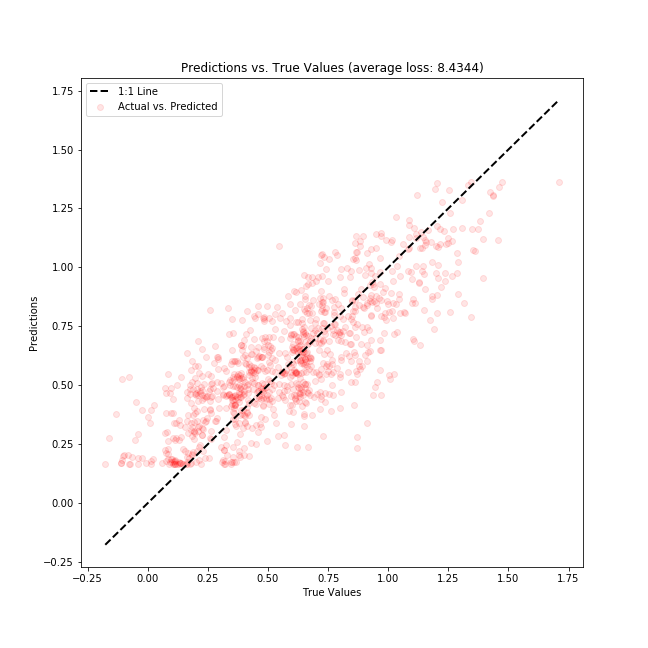 Predictions vs. True Values (average loss: 8.4344)
1:1 Line
Actual vs. Predicted
1.75
1.50
1.25
1.00
0.75
0.50
0.25
0.00
−0.25
Predictions
−0.25 0.00 0.25 0.50 0.75 1.00 1.25 1.50 1.75
True Values